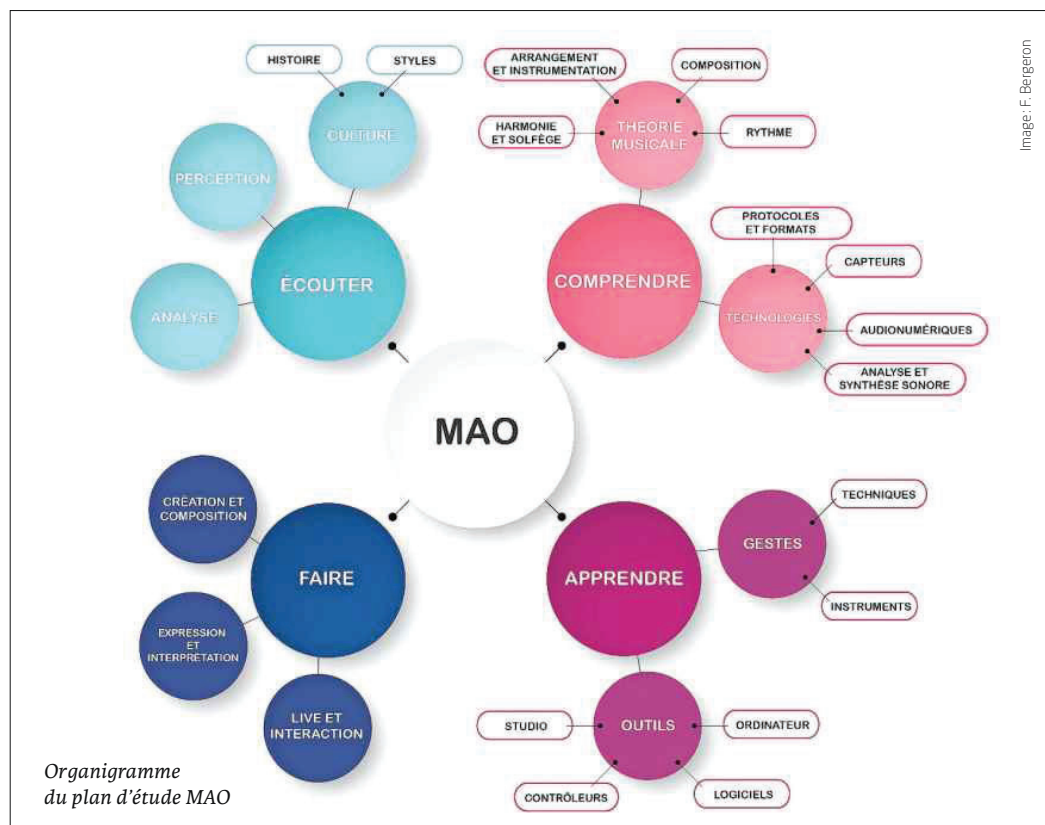 HISTOIRE
STYLES
CULTURE
PERCEPTION
ANALYSE
ÉCOUTER
ARRANGEMENT
ET INSTRUMENTATION
COMPOSITION
HARMONIE
ET SOLFÈGE
THÉORIE
MUSICALE
RYTHME
COMPRENDRE
PROTOCOLES
ET FORMATS
CAPTEURS
TECHNOLOGIES
AUDIONUMÉRIQUES
ANALYSE ET
SYNTHÈSE SONORE
MAO
CRÉATION ET
COMPOSITION
FAIRE
EXPRESSION
ET
INTERPRÉTATION
LIVE ET
INTERACTION
APPRENDRE
TECHNIQUES
GESTES
INSTRUMENTS
STUDIO
OUTILS
ORDINATEUR
CONTRÔLEURS
LOGICIELS
Organigramme
du plan d’étude MAO
Image : F. Bergeron